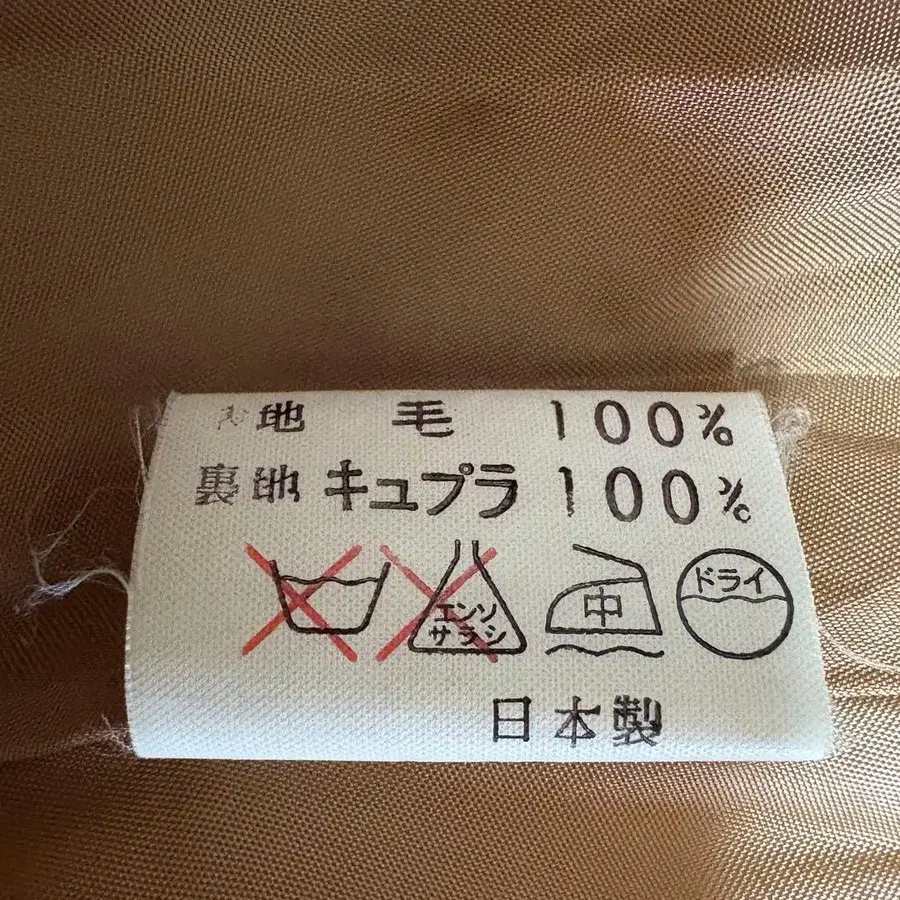 地 毛 100%
裏地 キュプラ 100%
エンソ
サラシ
中
ドライ
日本製